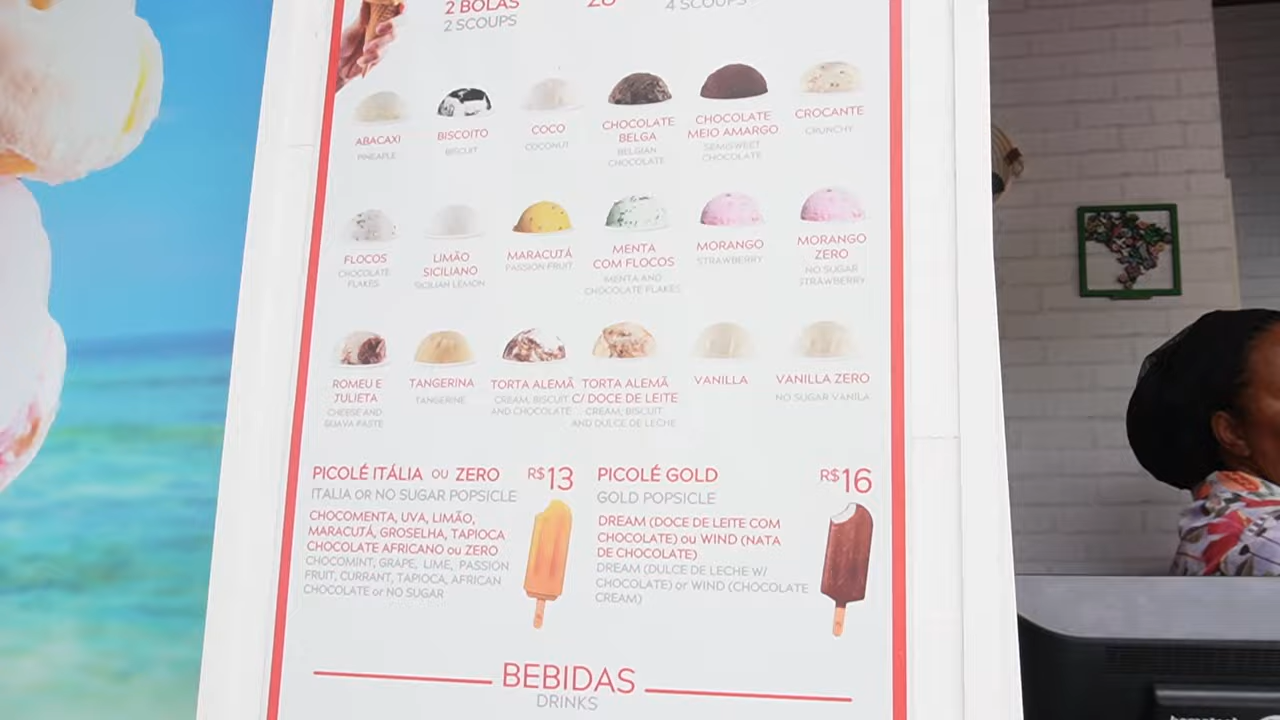 2 BOLAS
2 SCOUPS
4 SCOUPS
ABACAXI
PINEAPLE
BISCOITO
BISCUIT
COCO
COCONUT
CHOCOLATE
BELGA
BELGIAN
CHOCOLATE
CHOCOLATE
MEIO AMARGO
SEMISWEET
CHOCOLATE
CROCANTE
CRUNCHY
FLOCOS
CHOCOLATE
FLAKES
LIMÃO
SICILIANO
SICILIAN LEMON
MARACUTÁ
PASSION FRUIT
MENTA
COM FLOCOS
MENTA AND
CHOCOLATE FLAKES
MORANGO
STRAWBERRY
MORANGO
ZERO
NO SUGAR
STRAWBERRY
ROMEU E
JULIETA
CHEESE AND
GUAVA PASTE
TANGERINA
TANGERINE
TORTA ALEMÃ
CREAM, BISCUIT
AND CHOCOLATE
TORTA ALEMÃ
C/ DOCE DE LEITE
CREAM, BISCUIT
AND DULCE DE LECHE
VANILLA
VANILLA ZERO
NO SUGAR VANILA
PICOLÉ ITÁLIA OU ZERO R$13
ITALIA OR NO SUGAR POPSICLE
CHOCOMENTA, UVA, LIMÃO,
MARACUTÁ, GROSELHA, TAPIOCA
CHOCOLATE AFRICANO OU ZERO
CHOCOMINT, GRAPE, LIME, PASSION
FRUIT, CURRANT, TAPIOCA, AFRICAN
CHOCOLATE or NO SUGAR
PICOLÉ GOLD R$16
GOLD POPSICLE
DREAM (DOCE DE LEITE COM
CHOCOLATE) OU WIND (NATA
DE CHOCOLATE)
DREAM (DULCE DE LECHE W/
CHOCOLATE) or WIND (CHOCOLATE
CREAM)
BEBIDAS
DRINKS